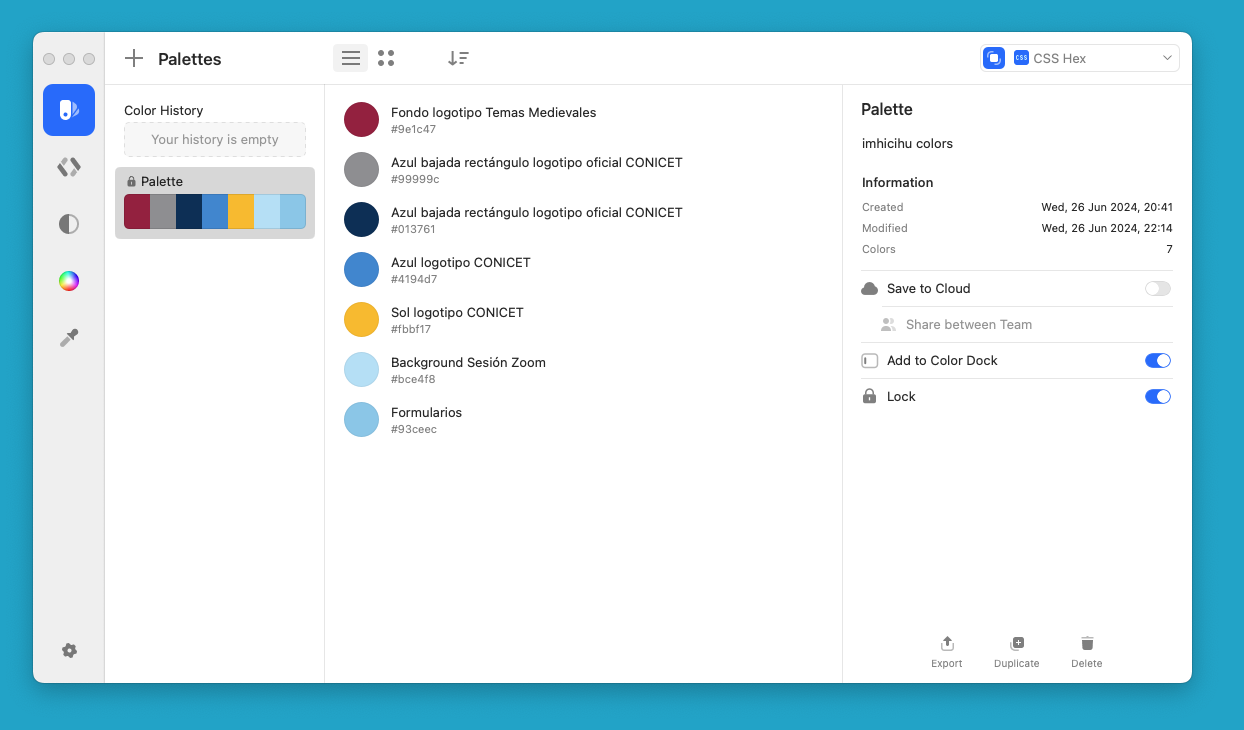 Palettes
CSS
CSS Hex
Color History
Your history is empty
Palette
Fondo logotipo Temas Medievales
#9e1c47
Azul bajada rectángulo logotipo oficial CONICET
#99999c
Azul bajada rectángulo logotipo oficial CONICET
#013761
Azul logotipo CONICET
#4194d7
Sol logotipo CONICET
#fbbf17
Background Sesión Zoom
#bce4f8
Formularios
#93ceec
Palette
imhicihu colors
Information
Created Wed, 26 Jun 2024, 20:41
Modified Wed, 26 Jun 2024, 22:14
Colors 7
Save to Cloud
Share between Team
Add to Color Dock
Lock
Export Duplicate Delete